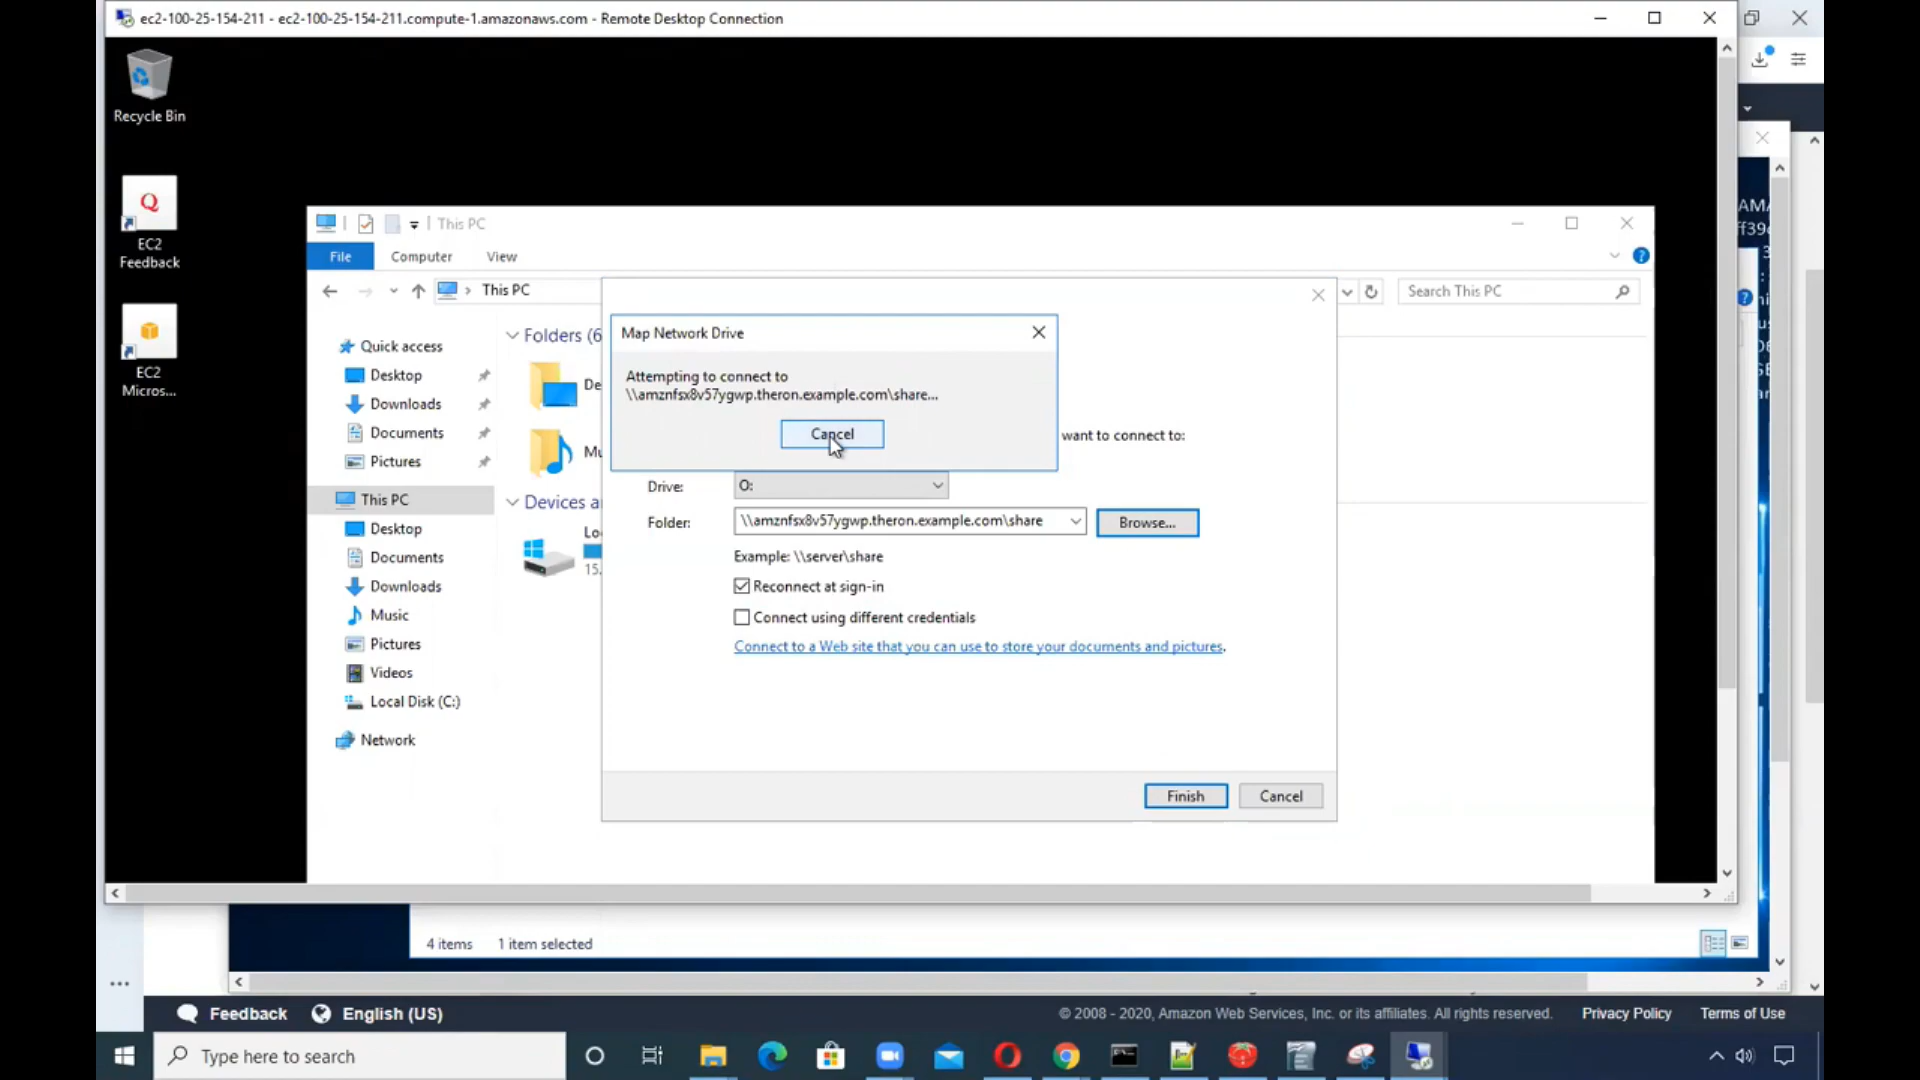 ec2-100-25-154-211 - ec2-100-25-154-211.compute-1.amazonaws.com - Remote Desktop Connection
Recycle Bin
EC2
Feedback
EC2
Micros...
This PC
File
Computer
View
This PC
Search This PC
Quick access
Desktop
Downloads
Documents
Pictures
This PC
Desktop
Documents
Downloads
Music
Pictures
Videos
Local Disk (C:)
Network
Folders (6
De
Mu
Devices a
Lo
15.
Map Network Drive
Attempting to connect to
\\amznfsx8v57ygwp.theron.example.com\share...
Cancel
want to connect to:
Drive:
O:
Folder:
\\amznfsx8v57ygwp.theron.example.com\share
Browse...
Example: \\server\share
Reconnect at sign-in
Connect using different credentials
Connect to a Web site that you can use to store your documents and pictures.
Finish
Cancel
4 items
1 item selected
Feedback
English (US)
© 2008 - 2020, Amazon Web Services, Inc. or its affiliates. All rights reserved.
Privacy Policy
Terms of Use
Type here to search